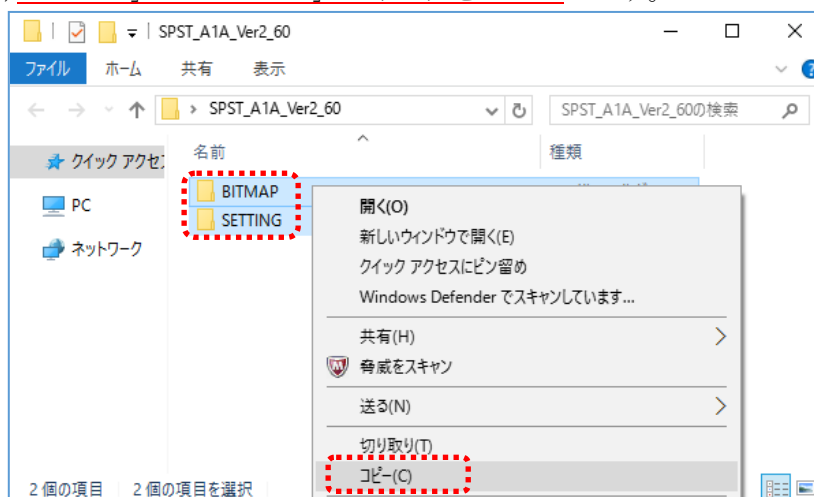 SPST_A1A_Ver2_60
ファイル ホーム 共有 表示
SPST_A1A_Ver2_60 SPST_A1A_Ver2_60の検索
クイック アクセス 名前 種類
BITMAP
PC
SETTING
ネットワーク
開く(O)
新しいウィンドウで開く(E)
クイック アクセスにピン留め
Windows Defender でスキャンしています...
共有(H)
脅威をスキャン
送る(N)
切り取り(T)
コピー(C)
2 個の項目 2 個の項目を選択